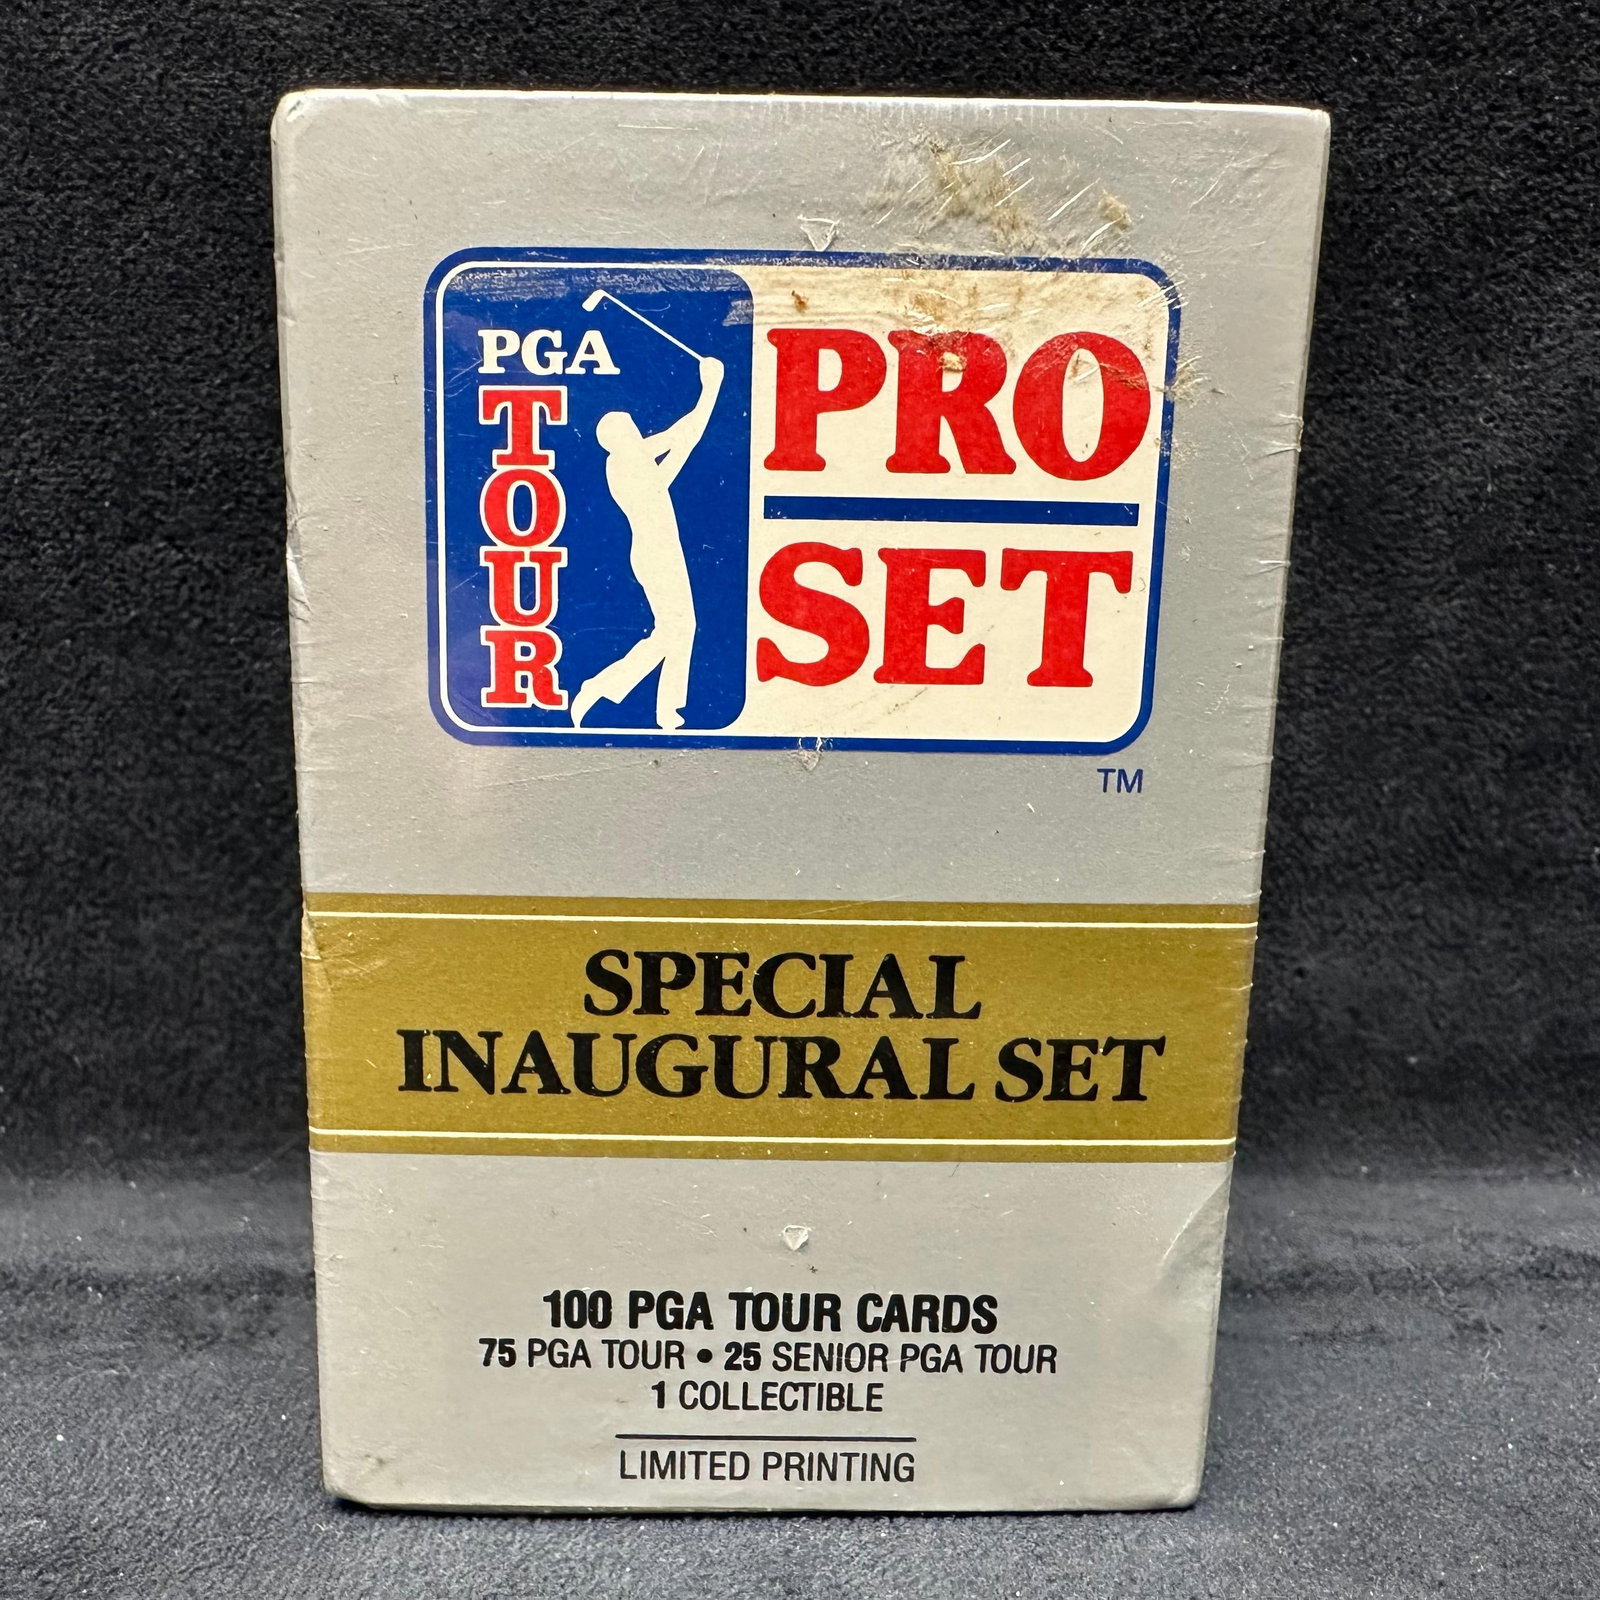 PGA
TOUR
PRO
SET
TM
SPECIAL
INAUGURAL SET
100 PGA TOUR CARDS
75 PGA TOUR • 25 SENIOR PGA TOUR
1 COLLECTIBLE
LIMITED PRINTING